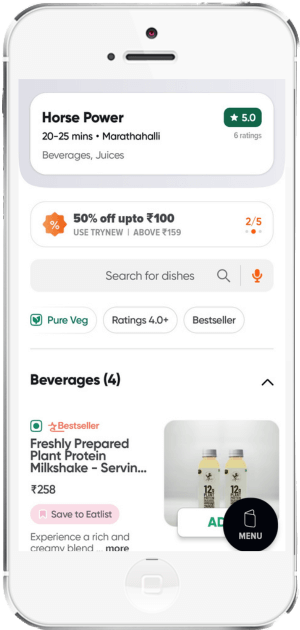 Horse Power
★ 5.0
20-25 mins • Marathahalli
6 ratings
Beverages, Juices
50% off upto ₹100
2/5
USE TRYNEW | ABOVE ₹159
Search for dishes
Pure Veg
Ratings 4.0+
Bestseller
Beverages (4)
Bestseller
Freshly Prepared
Plant Protein
Milkshake - Servin...
₹258
Save to Eatlist
Experience a rich and
creamy blend ... more
12g
12g
AD
MENU